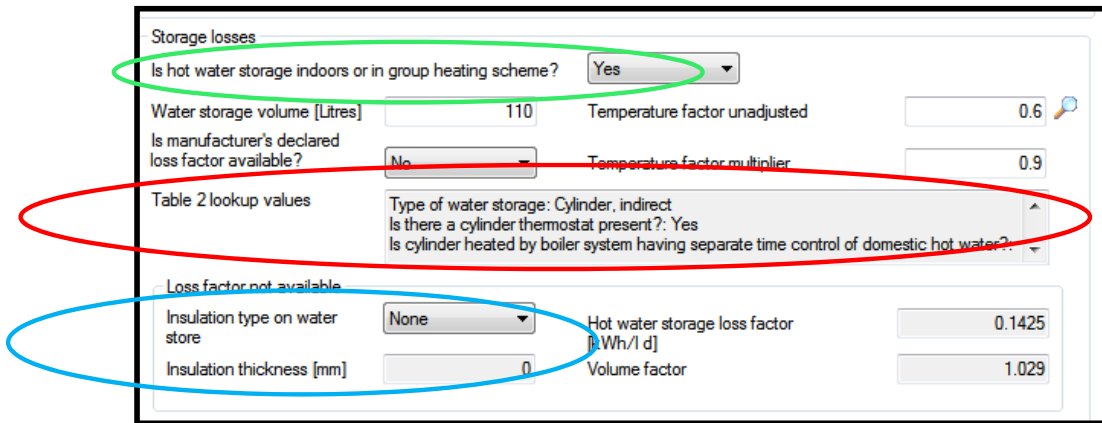 Storage losses
Is hot water storage indoors or in group heating scheme? Yes
Water storage volume [Litres] 110 Temperature factor unadjusted 0.6
Is manufacturer's declared
loss factor available? No Temperature factor multiplier 0.9
Table 2 lookup values Type of water storage: Cylinder, indirect
Is there a cylinder thermostat present?: Yes
Is cylinder heated by boiler system having separate time control of domestic hot water?:
Loss factor not available
Insulation type on water
store None Hot water storage loss factor
[kWh/l d] 0.1425
Insulation thickness [mm] 0 Volume factor 1.029